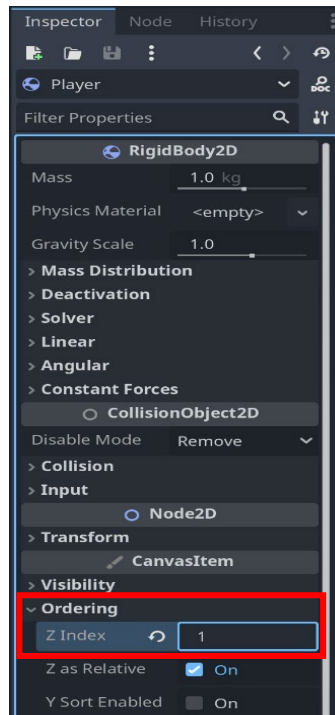 Inspector Node History
Player
DOC
Filter Properties
RigidBody2D
Mass 1.0 kg
Physics Material <empty>
Gravity Scale 1.0
> Mass Distribution
> Deactivation
> Solver
> Linear
> Angular
> Constant Forces
CollisionObject2D
Disable Mode Remove
> Collision
> Input
Node2D
> Transform
CanvasItem
> Visibility
Ordering
Z Index 1
Z as Relative On
Y Sort Enabled On